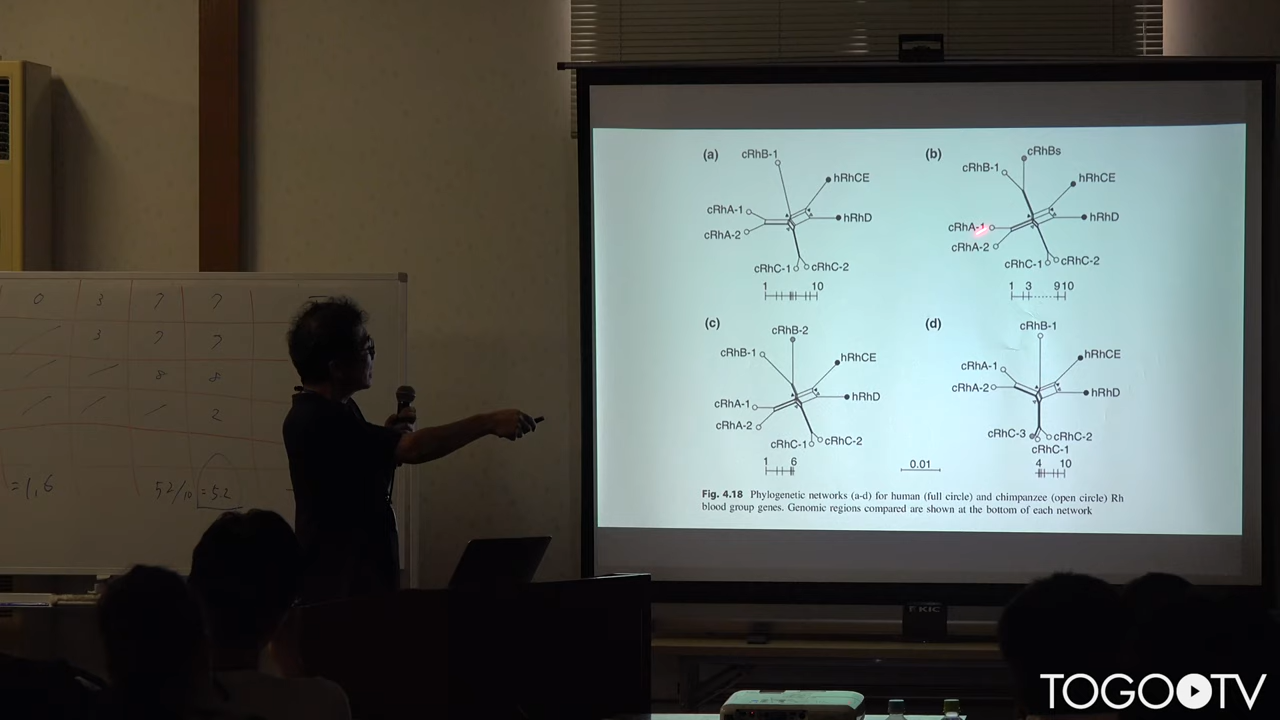 (a)
cRhB-1
hRhCE
cRhA-1
hRhD
cRhA-2
cRhC-1 cRhC-2
1 10
(b)
cRhBs
cRhB-1
hRhCE
cRhA-1
hRhD
cRhA-2
cRhC-1 cRhC-2
1 3 9 10
(c)
cRhB-2
cRhB-1
hRhCE
cRhA-1
hRhD
cRhA-2
cRhC-1 cRhC-2
1 6
0.01
(d)
cRhB-1
hRhCE
cRhA-1
cRhA-2
hRhD
cRhC-3 cRhC-2
cRhC-1
4 10
Fig. 4.18 Phylogenetic networks (a-d) for human (full circle) and chimpanzee (open circle) Rh
blood group genes. Genomic regions compared are shown at the bottom of each network
0 3 7 7
3 7 7
8 8
2
=1.6 52/10 =5.2
KIC
TOGOTV